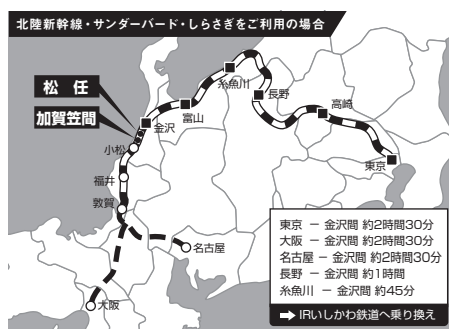 北陸新幹線・サンダーバード・しらさぎをご利用の場合
松 任
加賀笠間
糸魚川
長野
高崎
富山
金沢
小松
東京
福井
敦賀
名古屋
大阪
東京 － 金沢間 約2時間30分
大阪 － 金沢間 約2時間30分
名古屋 － 金沢間 約2時間30分
長野 － 金沢間 約1時間
糸魚川 － 金沢間 約45分
➡ IRいしかわ鉄道へ乗り換え